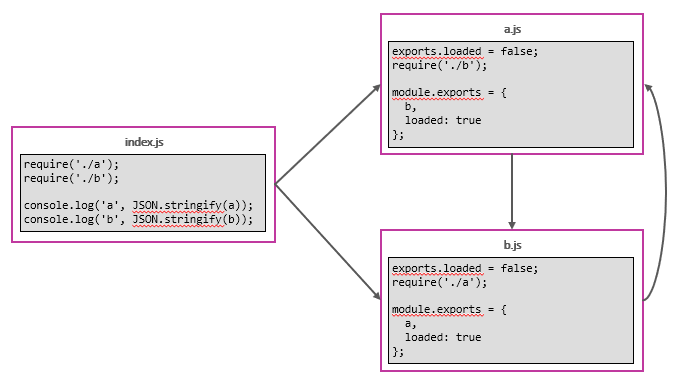 index.js
require('./a');
require('./b');
console.log('a', JSON.stringify(a));
console.log('b', JSON.stringify(b));
a.js
exports.loaded = false;
require('./b');
module.exports = {
  b,
  loaded: true
};
b.js
exports.loaded = false;
require('./a');
module.exports = {
  a,
  loaded: true
};